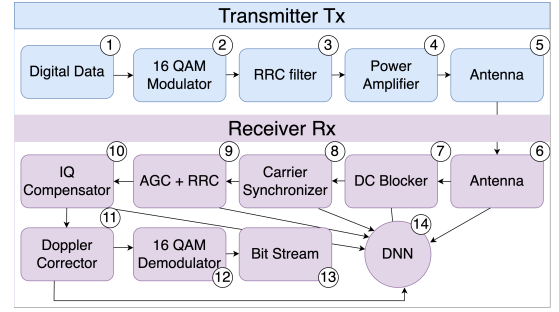 Transmitter Tx
1
2
3
4
5
Digital Data
16 QAM
Modulator
RRC filter
Power
Amplifier
Antenna
Receiver Rx
10
9
8
7
6
IQ
Compensator
AGC + RRC
Carrier
Synchronizer
DC Blocker
Antenna
11
14
Doppler
Corrector
16 QAM
Demodulator
Bit Stream
DNN
12
13